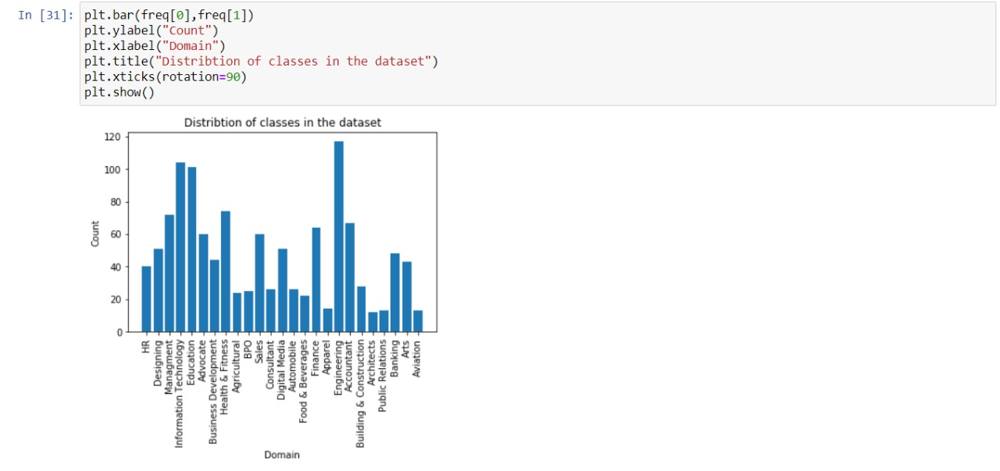 In [31]: plt.bar(freq[0],freq[1])
plt.ylabel("Count")
plt.xlabel("Domain")
plt.title("Distribtion of classes in the dataset")
plt.xticks(rotation=90)
plt.show()
Distribtion of classes in the dataset
120
100
80
60
40
20
0
Count
HR
Designing
Managment
Information Technology
Education
Advocate
Business Development
Health & Fitness
Agricultural
BPO
Sales
Consultant
Digital Media
Automobile
Food & Beverages
Finance
Apparel
Engineering
Accountant
Building & Construction
Architects
Public Relations
Banking
Arts
Aviation
Domain